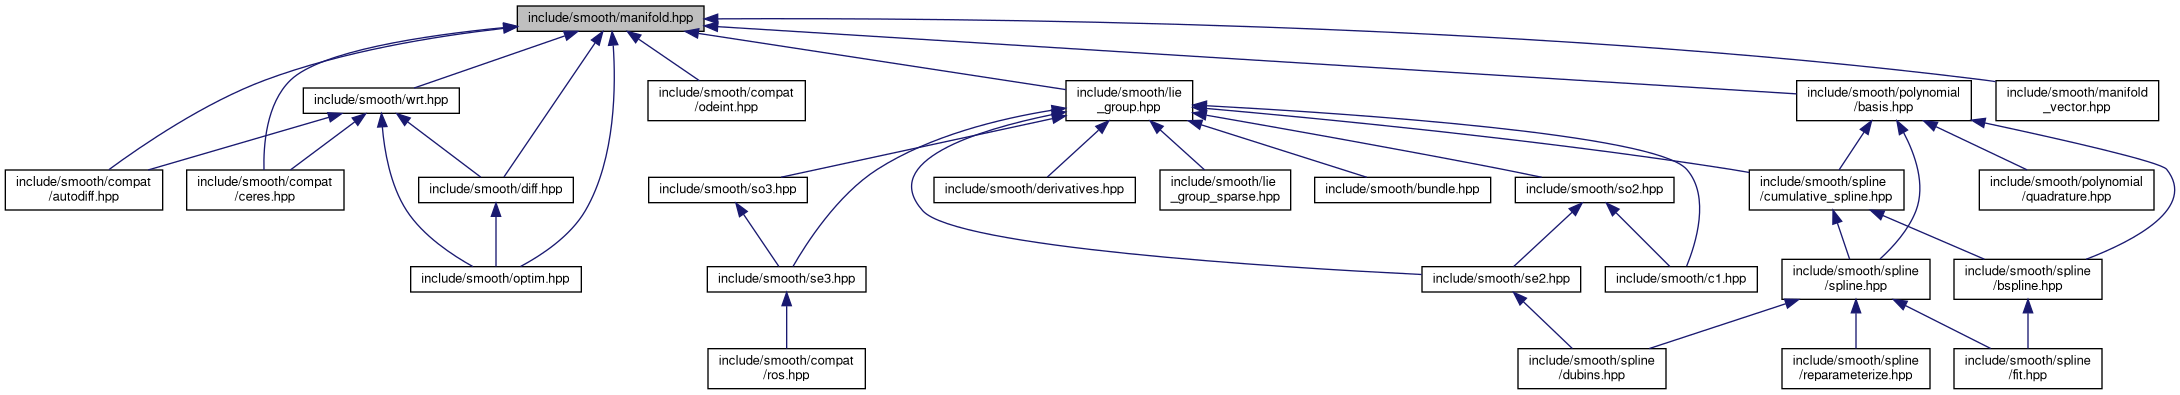 include/smooth/manifold.hpp
include/smooth/wrt.hpp
include/smooth/compat
/odeint.hpp
include/smooth/lie
_group.hpp
include/smooth/polynomial
/basis.hpp
include/smooth/manifold
_vector.hpp
include/smooth/compat
/autodiff.hpp
include/smooth/compat
/ceres.hpp
include/smooth/diff.hpp
include/smooth/so3.hpp
include/smooth/derivatives.hpp
include/smooth/lie
_group_sparse.hpp
include/smooth/bundle.hpp
include/smooth/so2.hpp
include/smooth/spline
/cumulative_spline.hpp
include/smooth/polynomial
/quadrature.hpp
include/smooth/optim.hpp
include/smooth/se3.hpp
include/smooth/se2.hpp
include/smooth/c1.hpp
include/smooth/spline
/spline.hpp
include/smooth/spline
/bspline.hpp
include/smooth/compat
/ros.hpp
include/smooth/spline
/dubins.hpp
include/smooth/spline
/reparameterize.hpp
include/smooth/spline
/fit.hpp